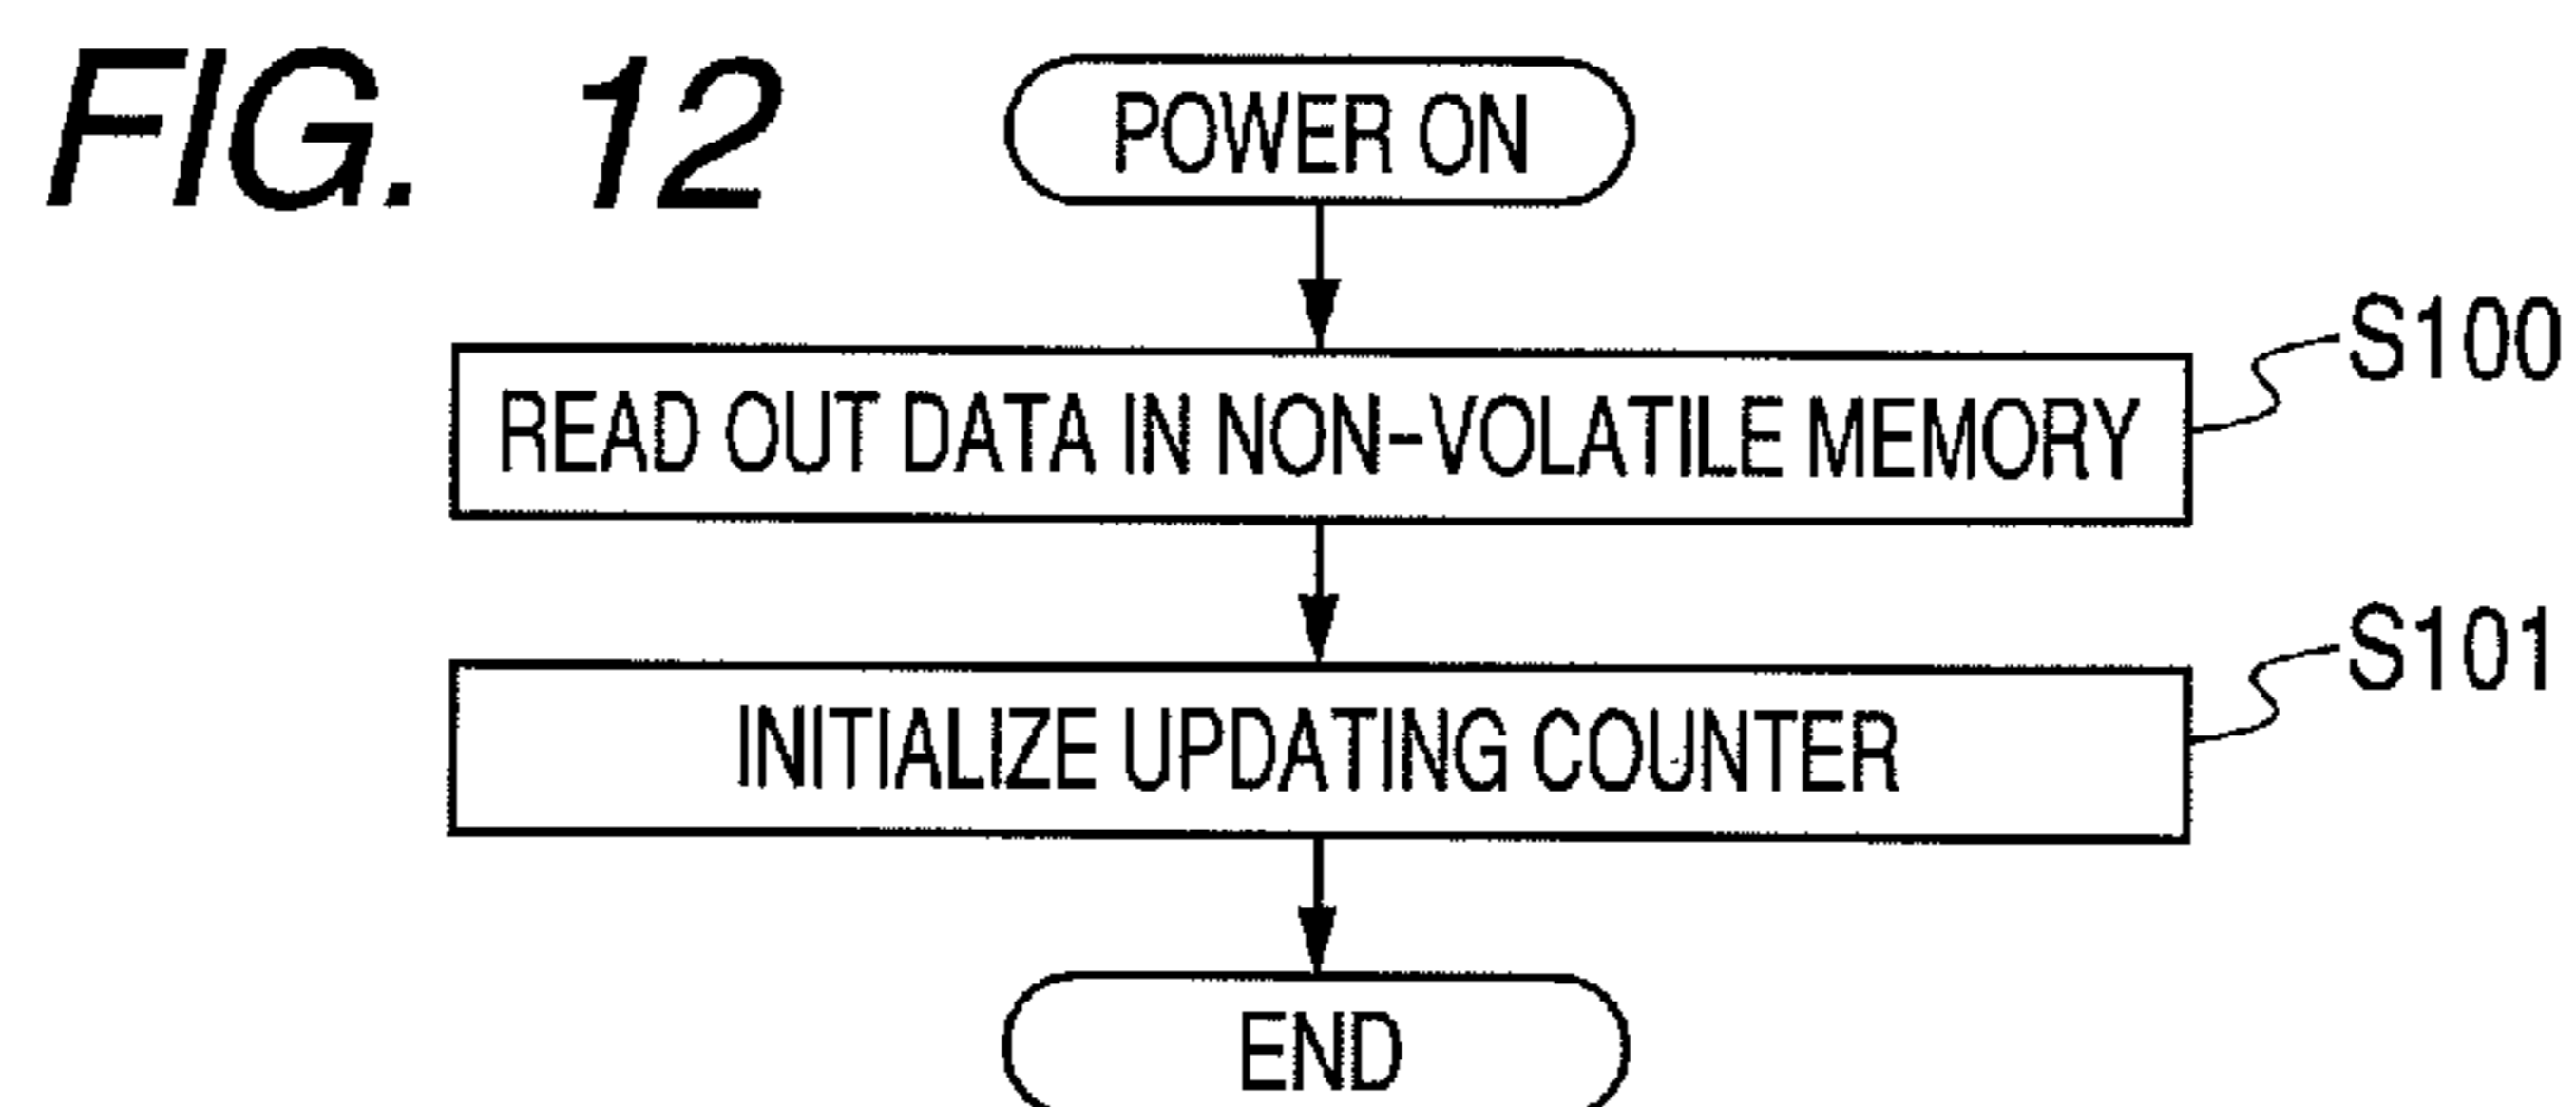 FIG. 12
POWER ON
READ OUT DATA IN NON-VOLATILE MEMORY
S100
INITIALIZE UPDATING COUNTER
S101
END